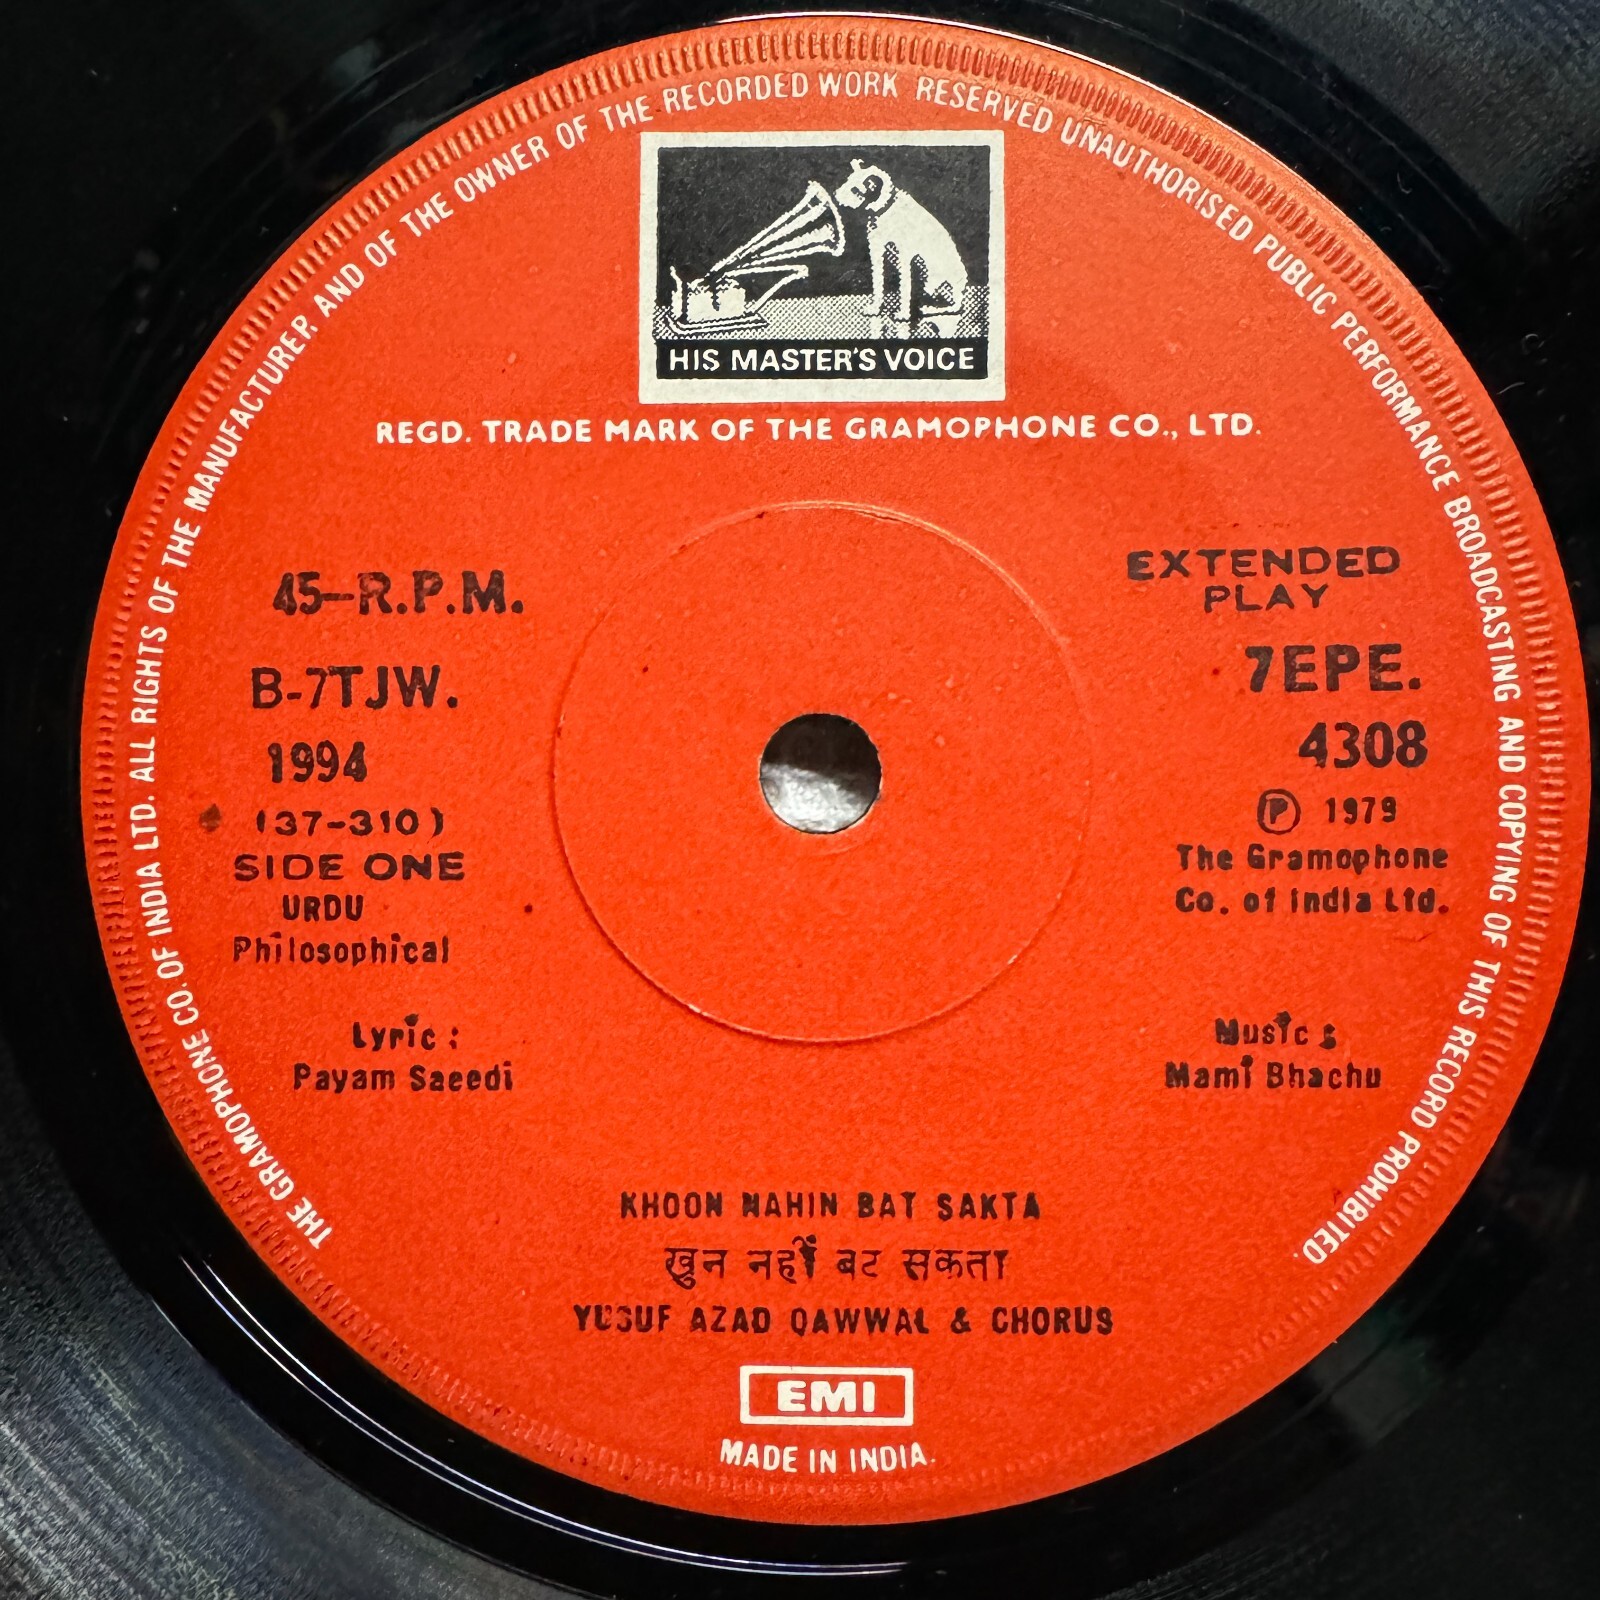 THE GRAMOPHONE CO. OF INDIA LTD. ALL RIGHTS OF THE MANUFACTURER, AND OF THE OWNER OF THE RECORDED WORK RESERVED UNAUTHORISED PUBLIC PERFORMANCE BROADCASTING AND COPYING OF THIS RECORD PROHIBITED.
HIS MASTER'S VOICE
REGD. TRADE MARK OF THE GRAMOPHONE CO., LTD.
45-R.P.M.
B-7TJW.
1994
(37-310)
SIDE ONE
URDU
Philosophical
Lyric :
Payam Saeedi
EXTENDED
PLAY
7EPE.
4308
Ⓟ 1979
The Gramophone
Co. of India Ltd.
Music :
Mami Bhachu
KHOON NAHIN BAT SAKTA
खुन नहीं बट सकता
YUSUF AZAD QAWWAL & CHORUS
EMI
MADE IN INDIA.